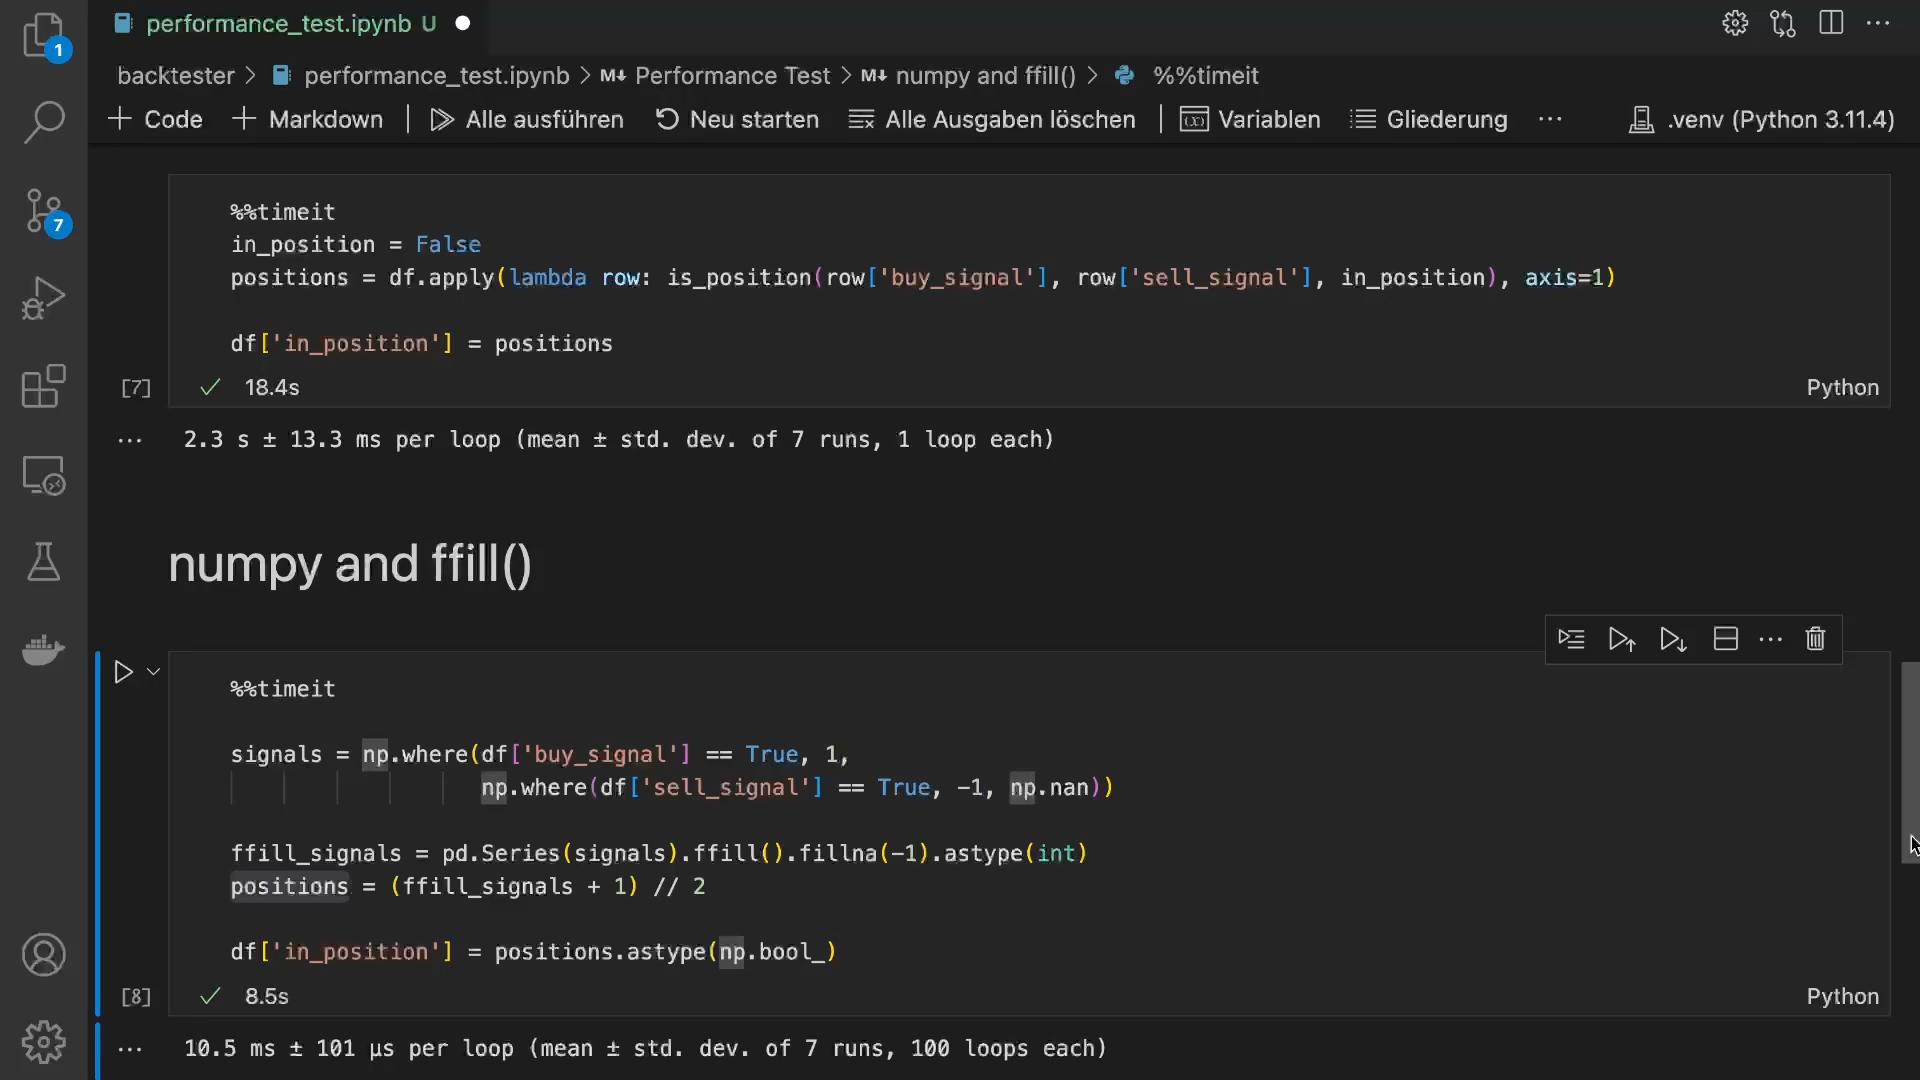 performance_test.ipynb U
1
backtester > performance_test.ipynb > M↓ Performance Test > M↓ numpy and ffill() > %%timeit
+ Code + Markdown | Alle ausführen Neu starten Alle Ausgaben löschen | Variablen Gliederung ... .venv (Python 3.11.4)
7
%%timeit
in_position = False
positions = df.apply(lambda row: is_position(row['buy_signal'], row['sell_signal'], in_position), axis=1)
df['in_position'] = positions
[7] ✓ 18.4s Python
... 2.3 s ± 13.3 ms per loop (mean ± std. dev. of 7 runs, 1 loop each)
numpy and ffill()
%%timeit
signals = np.where(df['buy_signal'] == True, 1,
np.where(df['sell_signal'] == True, -1, np.nan))
ffill_signals = pd.Series(signals).ffill().fillna(-1).astype(int)
positions = (ffill_signals + 1) // 2
df['in_position'] = positions.astype(np.bool_)
[8] ✓ 8.5s Python
... 10.5 ms ± 101 µs per loop (mean ± std. dev. of 7 runs, 100 loops each)